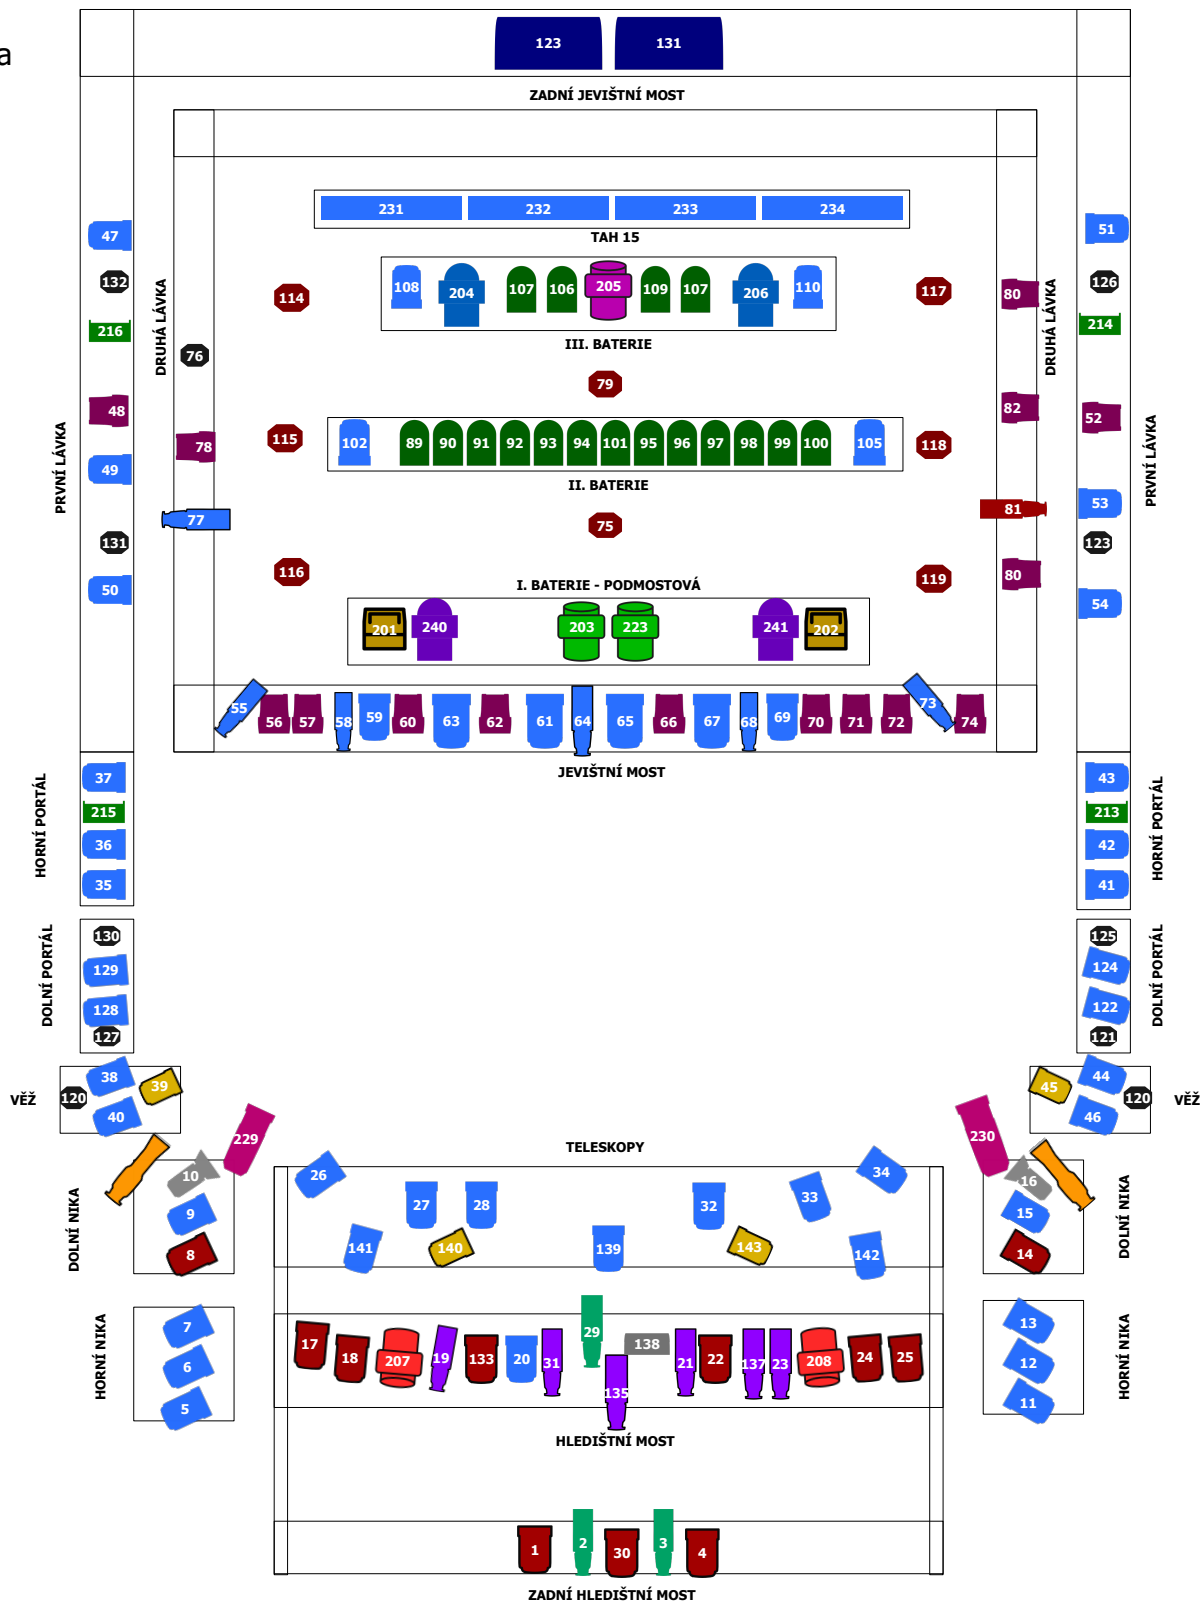 a
123 131
ZADNÍ JEVIŠTNÍ MOST
231 232 233 234
TAH 15
47
51
132
126
216
214
114
108 204 107 106 205 109 107 206 110
117
80
III. BATERIE
DRUHÁ LÁVKA
DRUHÁ LÁVKA
76
79
48
82
52
78
115
102 89 90 91 92 93 94 101 95 96 97 98 99 100 105
118
II. BATERIE
PRVNÍ LÁVKA
PRVNÍ LÁVKA
49
53
77
75
81
131
123
116
119
80
I. BATERIE - PODMOSTOVÁ
50
54
201 240 203 223 241 202
55 56 57 58 59 60 63 62 61 64 65 66 67 68 69 70 71 72 73 74
JEVIŠTNÍ MOST
37
43
215
213
HORNÍ PORTÁL
HORNÍ PORTÁL
36
42
35
41
130
125
129
124
DOLNÍ PORTÁL
DOLNÍ PORTÁL
128
122
127
121
38 39
45 44
VĚŽ
120
120
VĚŽ
40
46
229
230
TELESKOPY
10
16
26
27 28
32
33
34
9
15
DOLNÍ NIKA
DOLNÍ NIKA
8
14
141
140
139
143
142
7
13
17 18 207 19 133 20 31 29 138 21 22 137 23 208 24 25
HORNÍ NIKA
HORNÍ NIKA
6
12
135
5
11
HLEDIŠTNÍ MOST
1 2 30 3 4
ZADNÍ HLEDIŠTNÍ MOST